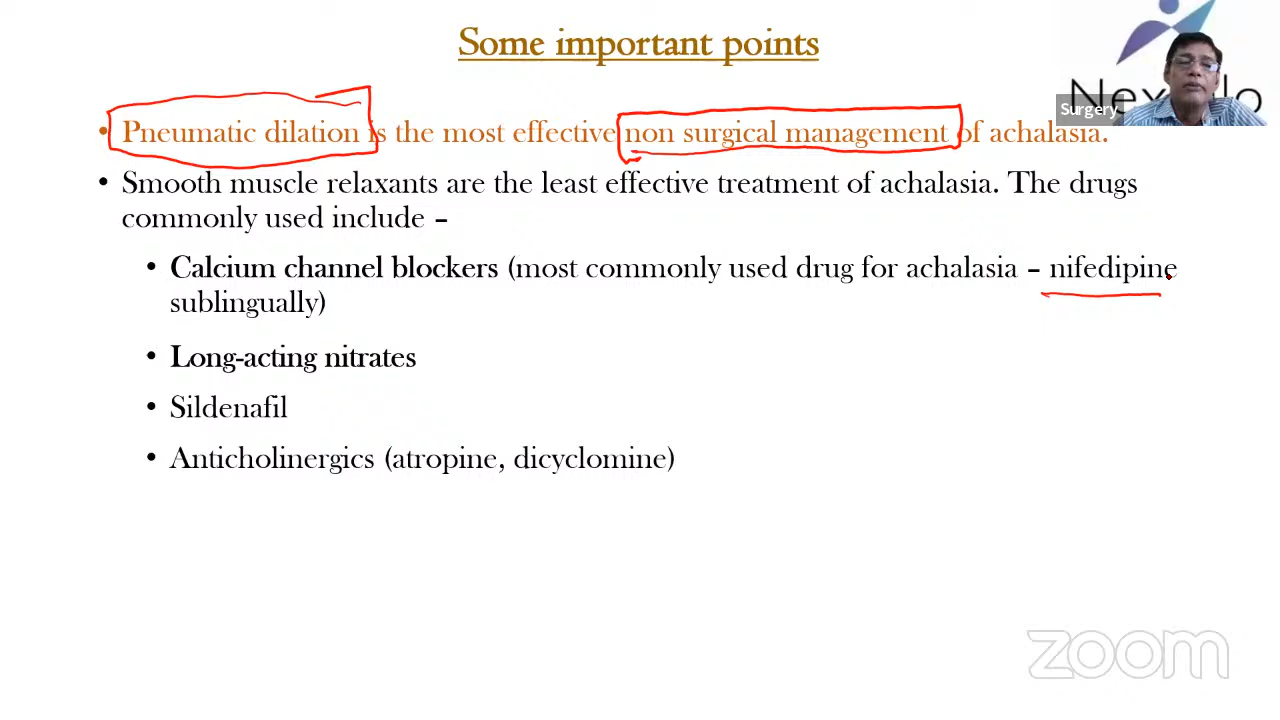 Some important points
• Pneumatic dilation is the most effective non surgical management of achalasia.
• Smooth muscle relaxants are the least effective treatment of achalasia. The drugs
commonly used include –
• Calcium channel blockers (most commonly used drug for achalasia – nifedipine
sublingually)
• Long-acting nitrates
• Sildenafil
• Anticholinergics (atropine, dicyclomine)
Surgery
zoom